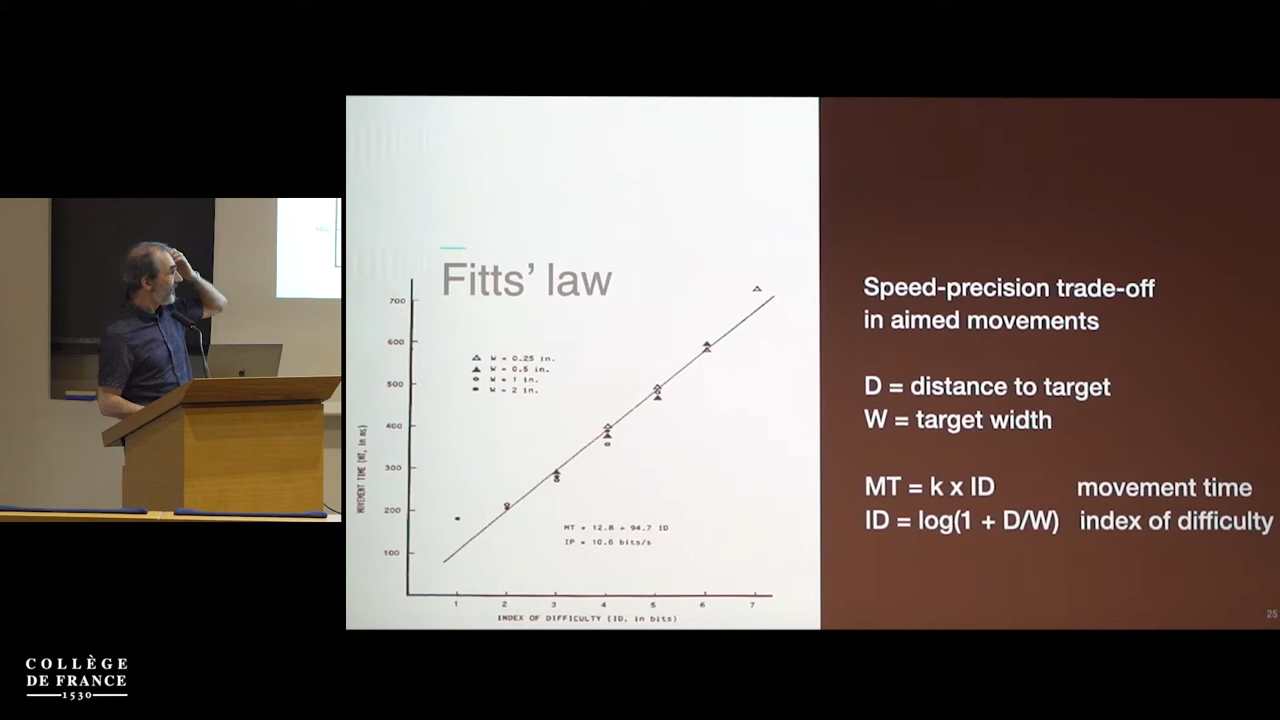 Fitts' law
700
600
500
400
300
200
100
W = 0.25 in.
W = 0.5 in.
W = 1 in.
W = 2 in.
MOVEMENT TIME (MT, in ms)
MT = 12.8 + 94.7 ID
IP = 10.6 bits/s
1 2 3 4 5 6 7
INDEX OF DIFFICULTY (ID, in bits)
Speed-precision trade-off
in aimed movements
D = distance to target
W = target width
MT = k x ID movement time
ID = log(1 + D/W) index of difficulty
25
COLLÈGE
DE FRANCE
1530